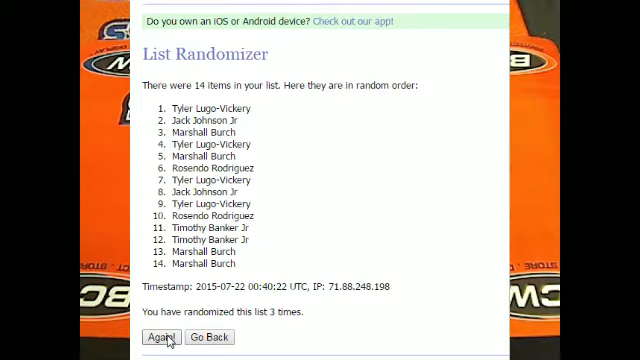 Do you own an iOS or Android device? Check out our app!
List Randomizer
There were 14 items in your list. Here they are in random order:
1. Tyler Lugo-Vickery
2. Jack Johnson Jr
3. Marshall Burch
4. Tyler Lugo-Vickery
5. Marshall Burch
6. Rosendo Rodriguez
7. Tyler Lugo-Vickery
8. Jack Johnson Jr
9. Tyler Lugo-Vickery
10. Rosendo Rodriguez
11. Timothy Banker Jr
12. Timothy Banker Jr
13. Marshall Burch
14. Marshall Burch
Timestamp: 2015-07-22 00:40:22 UTC, IP: 71.88.248.198
You have randomized this list 3 times.
Again! Go Back